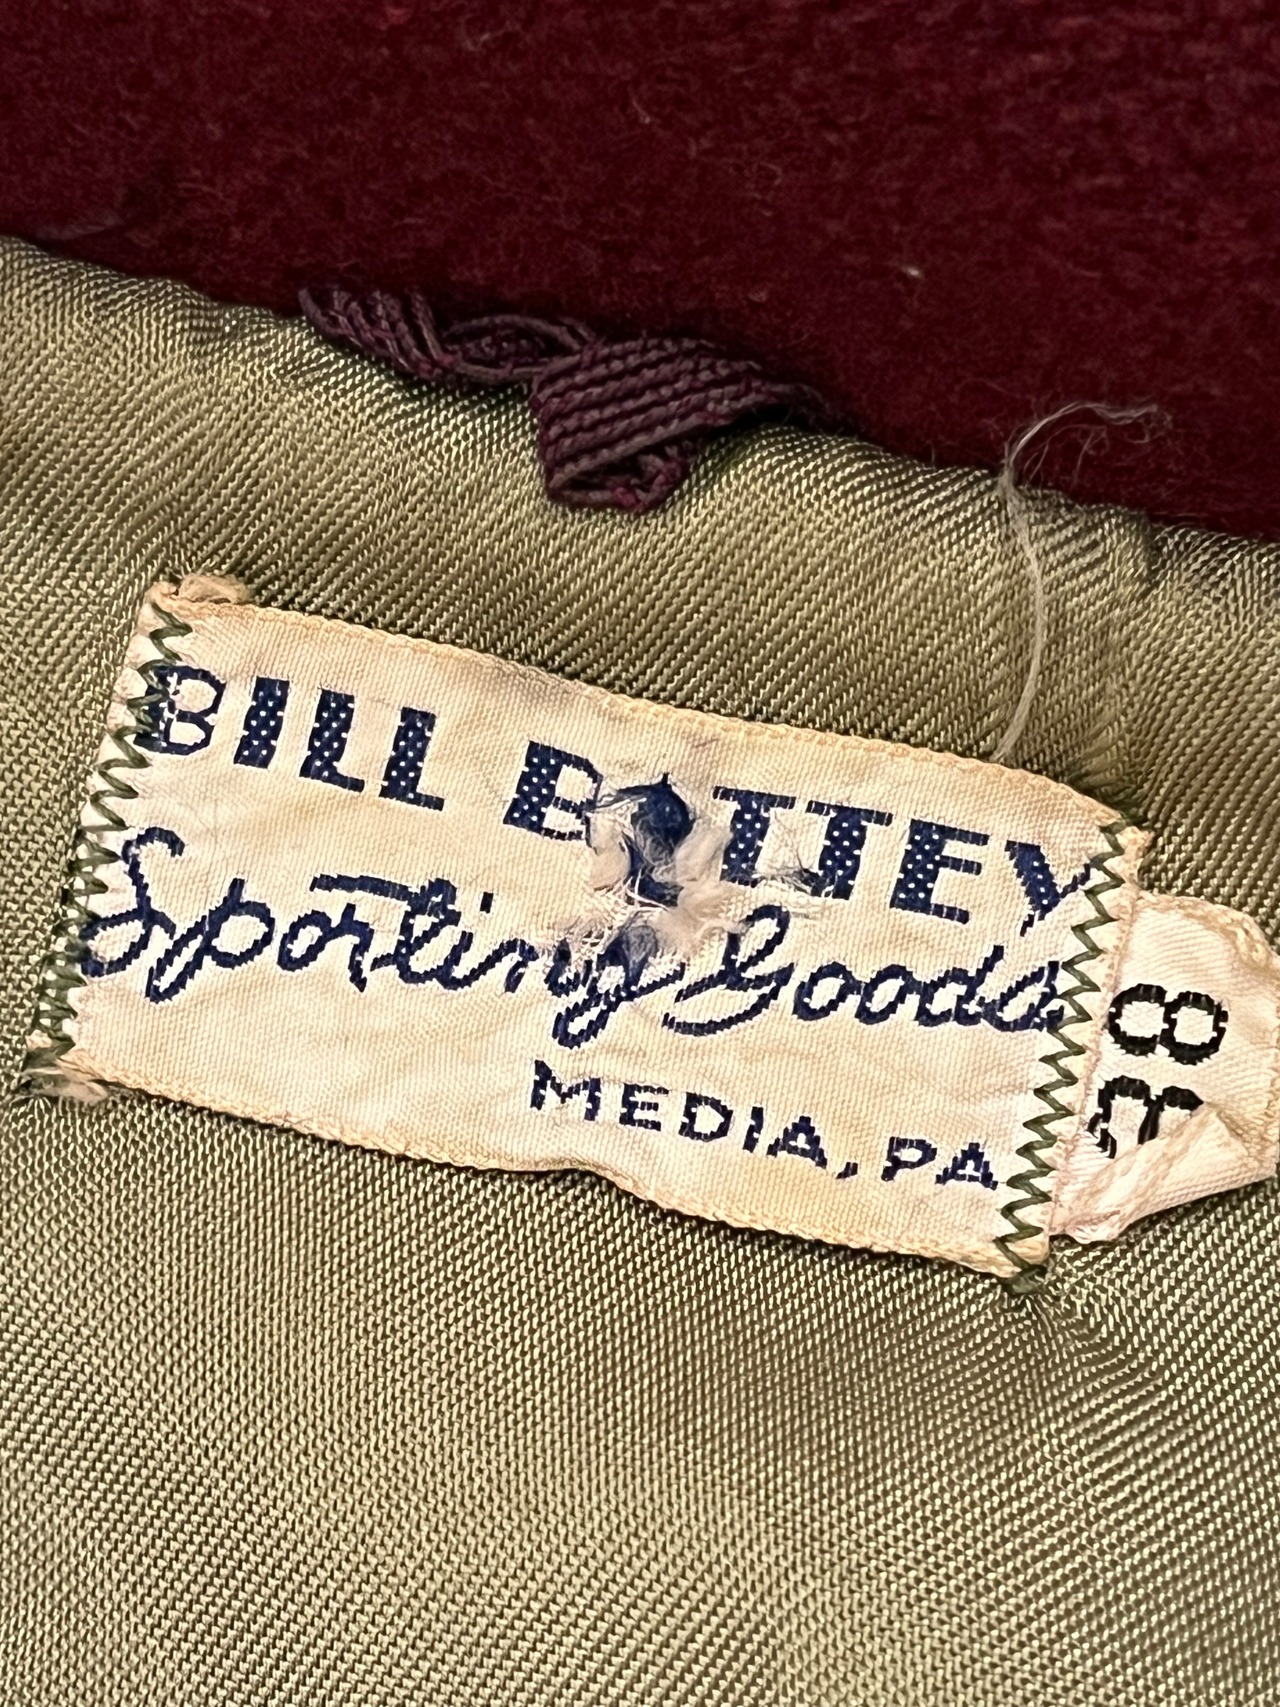 BILL
Sporting Goods
MEDIA, PA
38